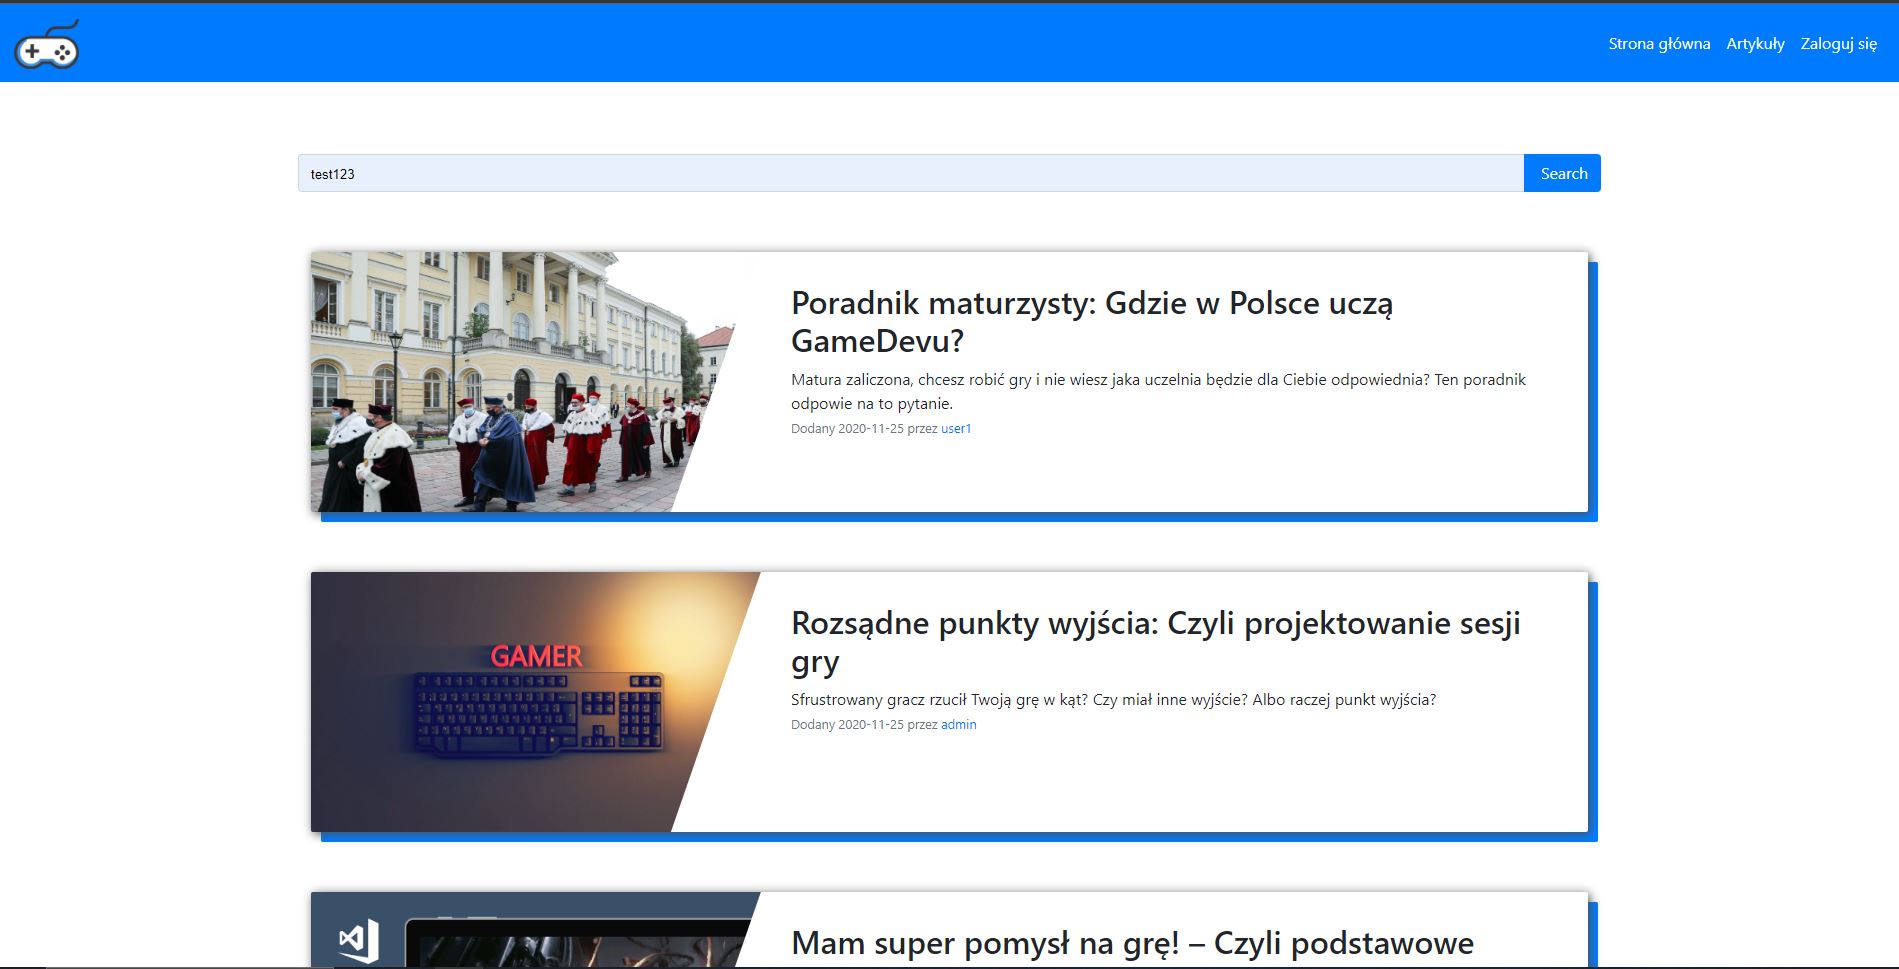 Strona główna Artykuły Zaloguj się
test123 Search
Poradnik maturzysty: Gdzie w Polsce uczą
GameDevu?
Matura zaliczona, chcesz robić gry i nie wiesz jaka uczelnia będzie dla Ciebie odpowiednia? Ten poradnik
odpowie na to pytanie.
Dodany 2020-11-25 przez user1
GAMER
Rozsądne punkty wyjścia: Czyli projektowanie sesji
gry
Sfrustrowany gracz rzucił Twoją grę w kąt? Czy miał inne wyjście? Albo raczej punkt wyjścia?
Dodany 2020-11-25 przez admin
Mam super pomysł na grę! – Czyli podstawowe